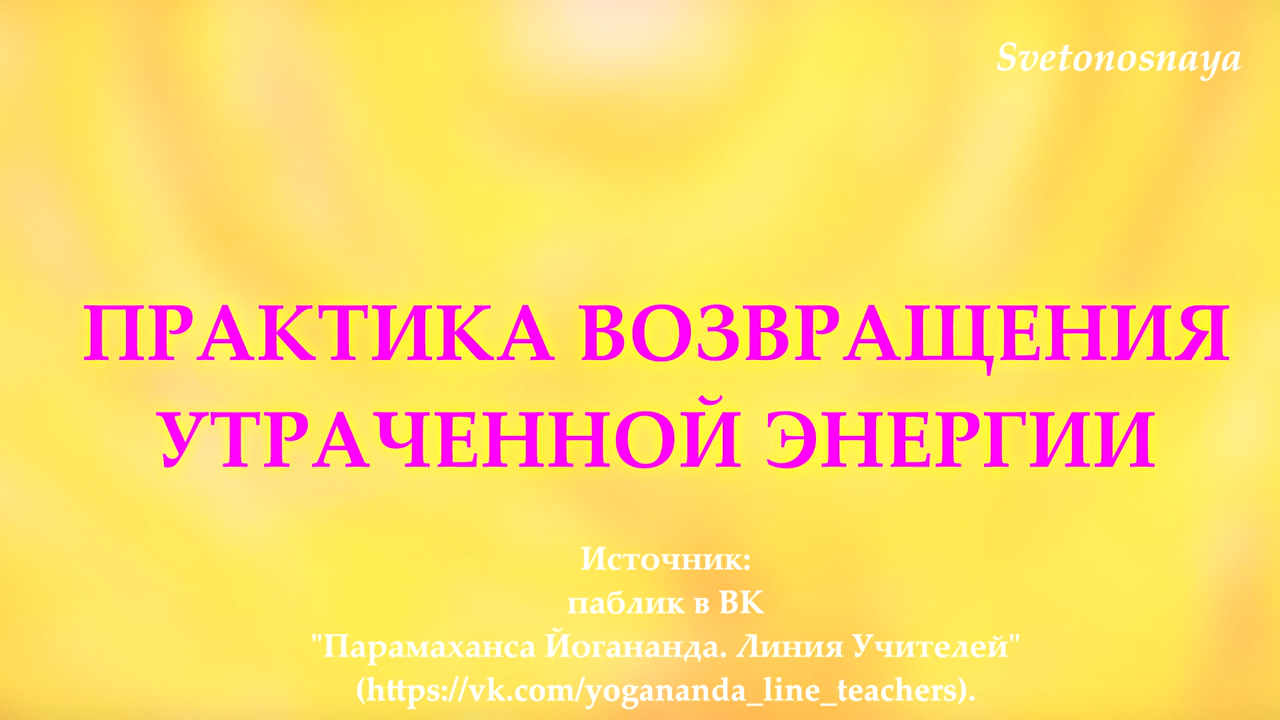 Svetonosnaya
ПРАКТИКА ВОЗВРАЩЕНИЯ
УТРАЧЕННОЙ ЭНЕРГИИ
Источник:
паблик в ВК
"Парамаханса Йогананда. Линия Учителей"
(https://vk.com/yogananda_line_teachers).